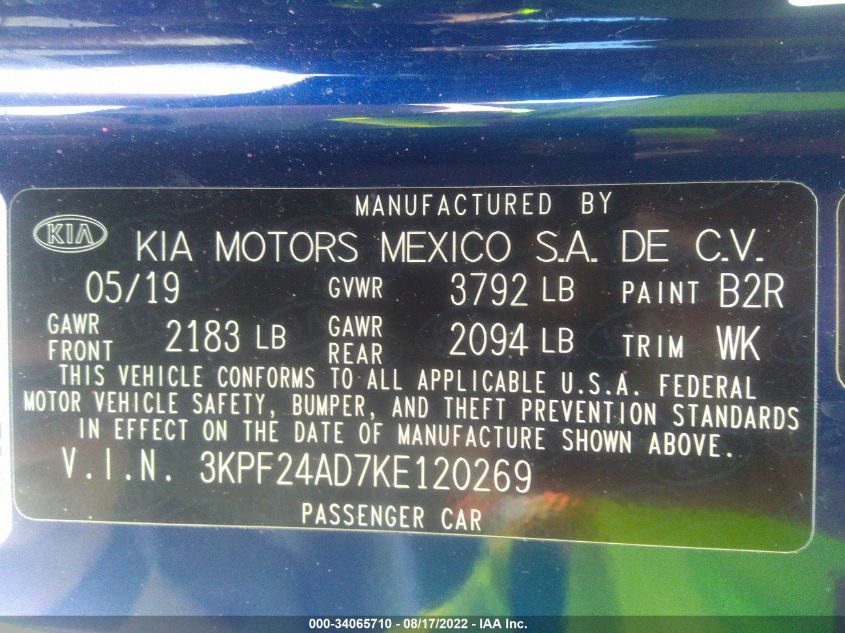 MANUFACTURED BY
KIA KIA MOTORS MEXICO S.A. DE C.V.
05/19 GVWR 3792 LB PAINT B2R
GAWR FRONT 2183 LB GAWR REAR 2094 LB TRIM WK
THIS VEHICLE CONFORMS TO ALL APPLICABLE U.S.A. FEDERAL
MOTOR VEHICLE SAFETY, BUMPER, AND THEFT PREVENTION STANDARDS
IN EFFECT ON THE DATE OF MANUFACTURE SHOWN ABOVE.
V.I.N. 3KPF24AD7KE120269
PASSENGER CAR
000-34065710 - 08/17/2022 - IAA Inc.